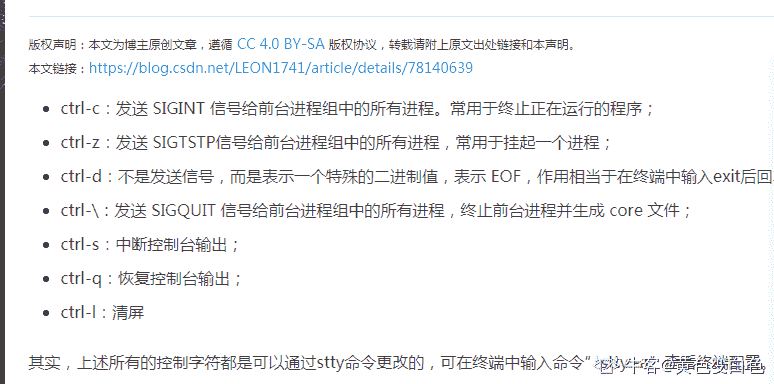 版权声明：本文为博主原创文章，遵循 CC 4.0 BY-SA 版权协议，转载请附上原文出处链接和本声明。
本文链接：https://blog.csdn.net/LEON1741/article/details/78140639
ctrl-c：发送 SIGINT 信号给前台进程组中的所有进程。常用于终止正在运行的程序；
ctrl-z：发送 SIGTSTP信号给前台进程组中的所有进程，常用于挂起一个进程；
ctrl-d：不是发送信号，而是表示一个特殊的二进制值，表示 EOF，作用相当于在终端中输入exit后回
ctrl-\：发送 SIGQUIT 信号给前台进程组中的所有进程，终止前台进程并生成 core 文件；
ctrl-s：中断控制台输出；
ctrl-q：恢复控制台输出；
ctrl-l：清屏
其实，上述所有的控制字符都是可以通过stty命令更改的，可在终端中输入命令"